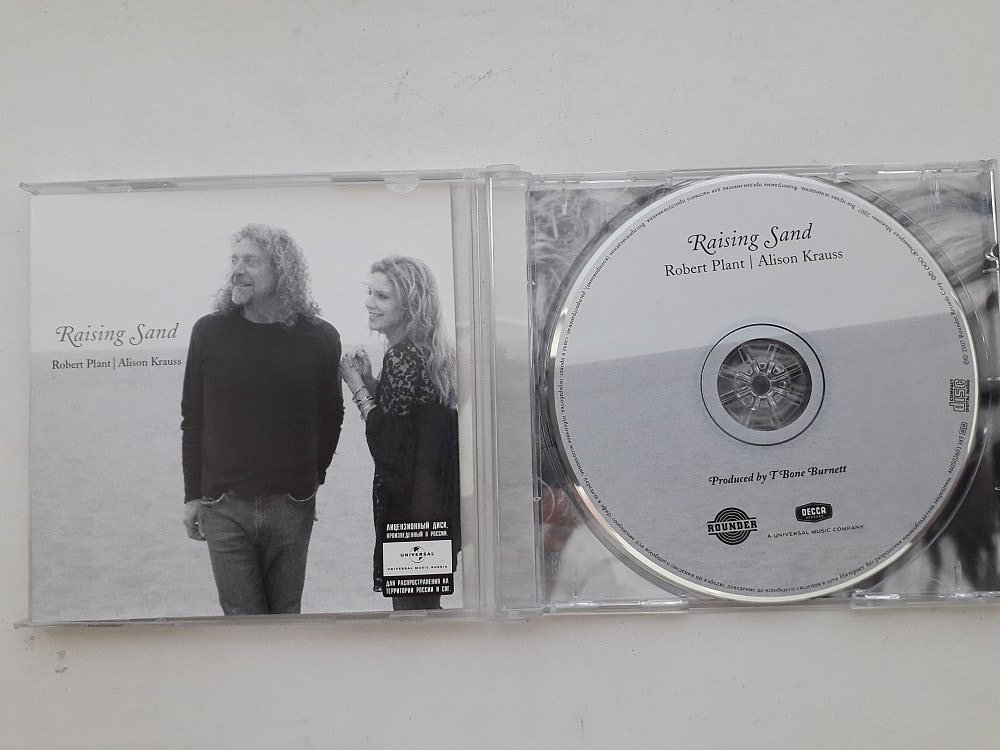 Raising Sand
Robert Plant | Alison Krauss
ЛИЦЕНЗИОННЫЙ ДИСК.
ПРОИЗВЕДЕННЫЙ В РОССИИ.
UNIVERSAL
UNIVERSAL MUSIC RUSSIA
ДЛЯ РАСПРОСТРАНЕНИЯ НА
ТЕРРИТОРИИ РОССИИ И СНГ.
Raising Sand
Robert Plant | Alison Krauss
COMPACT
disc
DIGITAL AUDIO
Produced by T Bone Burnett
ROUNDER
DECCA
A UNIVERSAL MUSIC COMPANY